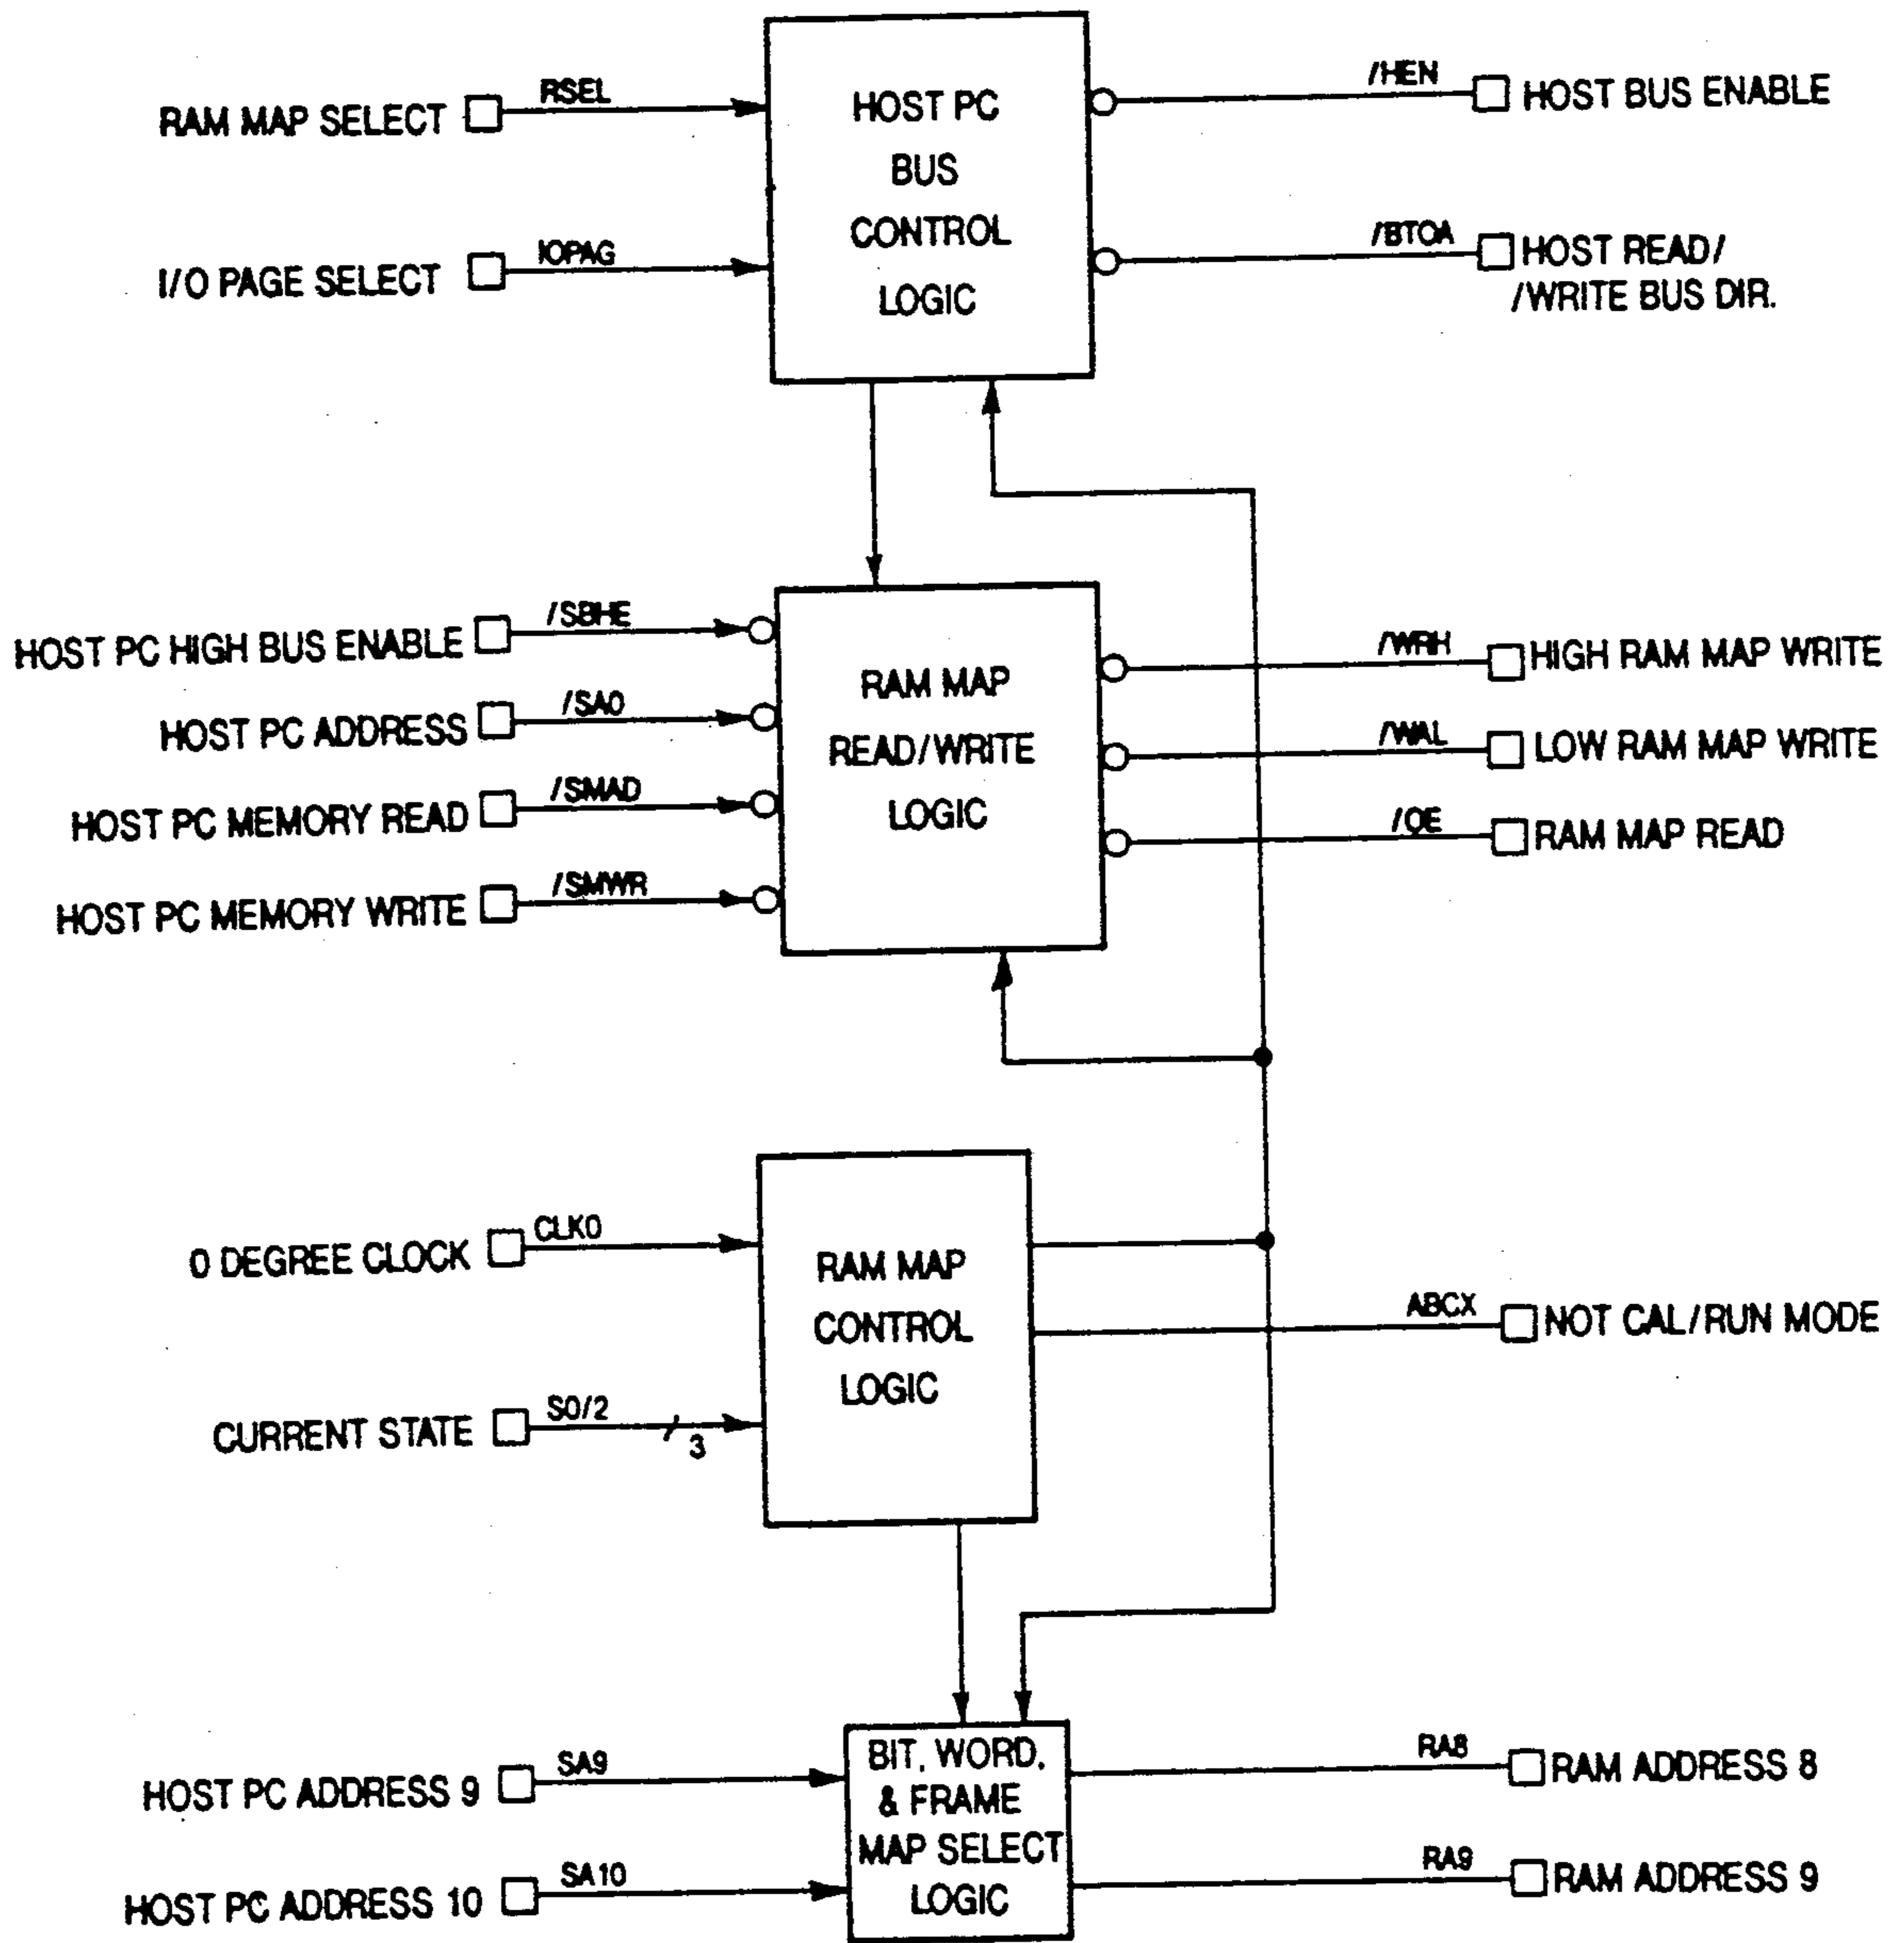 RAM MAP SELECT
RSEL
I/O PAGE SELECT
IOPAG
HOST PC
BUS
CONTROL
LOGIC
/HEN
HOST BUS ENABLE
/BTOA
HOST READ/
/WRITE BUS DIR.
HOST PC HIGH BUS ENABLE
/SBHE
HOST PC ADDRESS
/SA0
HOST PC MEMORY READ
/SMAD
HOST PC MEMORY WRITE
/SMWR
RAM MAP
READ/WRITE
LOGIC
/WRH
HIGH RAM MAP WRITE
/WAL
LOW RAM MAP WRITE
/OE
RAM MAP READ
0 DEGREE CLOCK
CLK0
CURRENT STATE
S0/2
3
RAM MAP
CONTROL
LOGIC
ABCX
NOT CAL/RUN MODE
HOST PC ADDRESS 9
SA9
HOST PC ADDRESS 10
SA10
BIT, WORD,
& FRAME
MAP SELECT
LOGIC
RA8
RAM ADDRESS 8
RA9
RAM ADDRESS 9